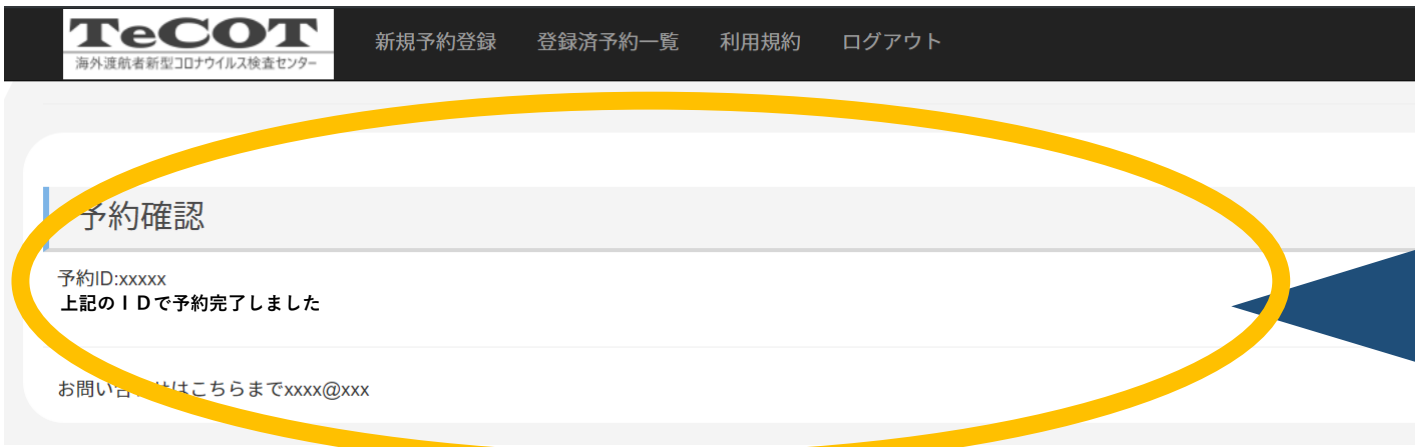 TeCOT
海外渡航者新型コロナウイルス検査センター
新規予約登録 登録済予約一覧 利用規約 ログアウト
予約確認
予約ID:xxxxx
上記のＩＤで予約完了しました
お問い合わせはこちらまでxxxx@xxx